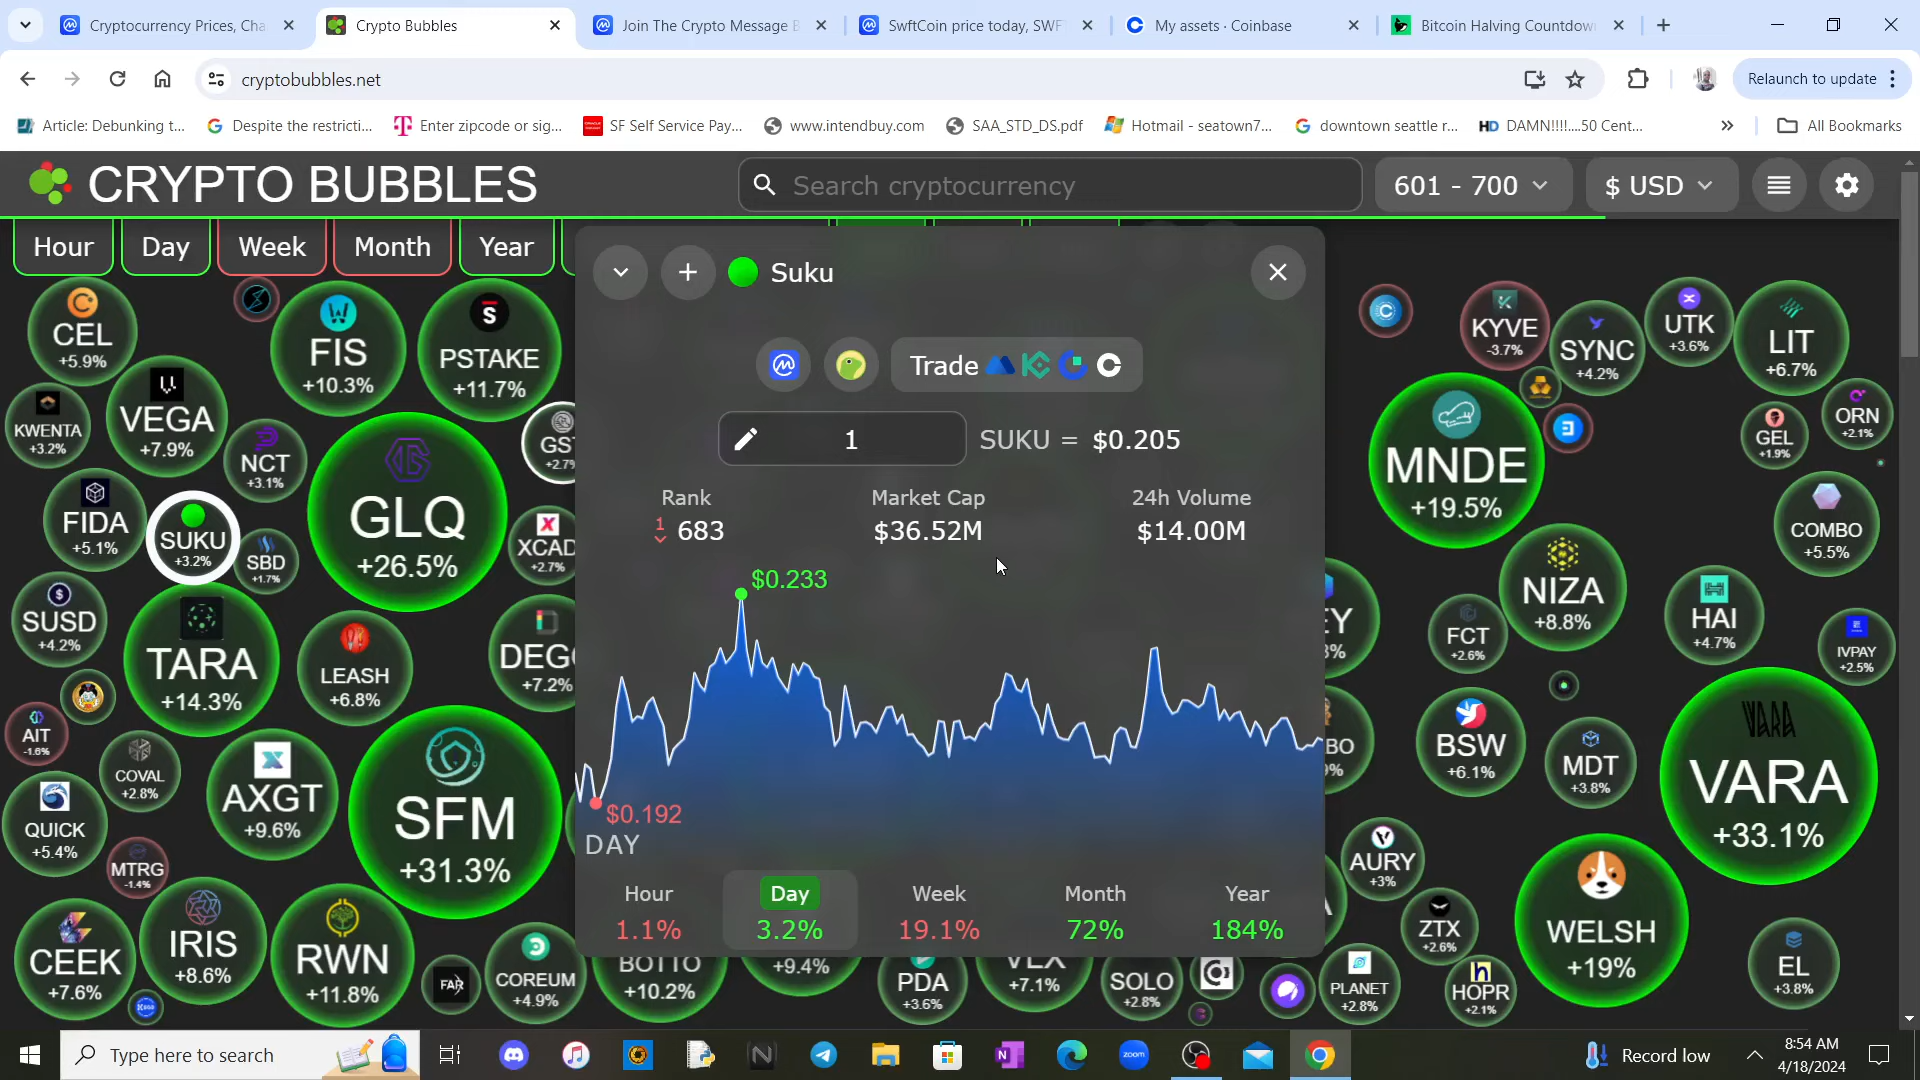 Cryptocurrency Prices, Cha
Crypto Bubbles
Join The Crypto Message B
SwftCoin price today, SWF
My assets · Coinbase
Bitcoin Halving Countdow
cryptobubbles.net
Relaunch to update
Article: Debunking t...
Despite the restricti...
Enter zipcode or sig...
SF Self Service Pay...
www.intendbuy.com
SAA_STD_DS.pdf
Hotmail - seatown7...
downtown seattle r...
HD DAMN!!!!....50 Cent...
All Bookmarks
CRYPTO BUBBLES
Search cryptocurrency
601 - 700
$ USD
Hour
Day
Week
Month
Year
Suku
Trade
1
SUKU = $0.205
Rank
Market Cap
24h Volume
1 683
$36.52M
$14.00M
$0.233
$0.192
DAY
Hour
Day
Week
Month
Year
1.1%
3.2%
19.1%
72%
184%
CEL
+5.9%
FIS
+10.3%
PSTAKE
+11.7%
KWENTA
+3.2%
VEGA
+7.9%
NCT
+3.1%
GLQ
+26.5%
GS
+2.7%
FIDA
+5.1%
SUKU
+3.2%
SBD
+1.7%
XCAD
+2.7%
SUSD
+4.2%
TARA
+14.3%
LEASH
+6.8%
DEG
+7.2%
AIT
-1.6%
COVAL
+2.8%
AXGT
+9.6%
SFM
+31.3%
QUICK
+5.4%
MTRG
-1.4%
CEEK
+7.6%
IRIS
+8.6%
RWN
+11.8%
FAR
COREUM
+4.9%
BOTTO
+10.2%
+9.4%
PDA
+3.6%
VEX
+7.1%
SOLO
+2.8%
PLANET
+2.8%
HOPR
+2.1%
KYVE
-3.7%
SYNC
+4.2%
UTK
+3.6%
LIT
+6.7%
MNDE
+19.5%
GEL
+1.9%
ORN
+2.1%
COMBO
+5.5%
NIZA
+8.8%
EY
FCT
+2.6%
HAI
+4.7%
IVPAY
+2.5%
BO
BSW
+6.1%
MDT
+3.8%
VARA
VARA
+33.1%
AURY
+3%
ZTX
+2.6%
WELSH
+19%
EL
+3.8%
Type here to search
zoom
Record low
8:54 AM
4/18/2024